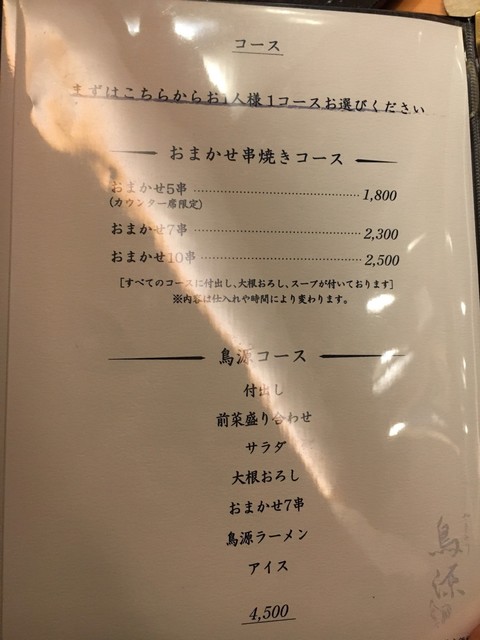 コース
まずはこちらからお1人様1コースお選びください
おまかせ串焼きコース
おまかせ5串 1,800
(カウンター席限定)
おまかせ7串 2,300
おまかせ10串 2,500
[すべてのコースに付出し、大根おろし、スープが付いております]
※内容は仕入れや時間により変わります。
鳥源コース
付出し
前菜盛り合わせ
サラダ
大根おろし
おまかせ7串
鳥源ラーメン
アイス
4,500
鳥源